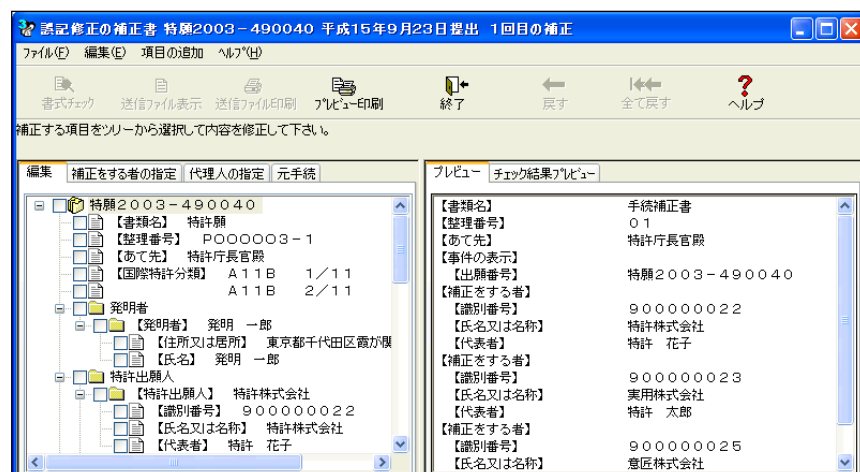 誤記修正の補正書 特願2003-490040 平成15年9月23日提出 1回目の補正
ファイル(F) 編集(E) 項目の追加 ヘルプ(H)
書式チェック 送信ファイル表示 送信ファイル印刷 プレビュー印刷 終了 戻す 全て戻す ヘルプ
補正する項目をツリーから選択して内容を修正して下さい。
編集 補正をする者の指定 代理人の指定 元手続
特願2003-490040
【書類名】 特許願
【整理番号】 P000003-1
【あて先】 特許庁長官殿
【国際特許分類】 A11B 1/11
A11B 2/11
発明者
【発明者】 発明 一郎
【住所又は居所】 東京都千代田区霞が関
【氏名】 発明 一郎
特許出願人
【特許出願人】 特許株式会社
【識別番号】 900000022
【氏名又は名称】 特許株式会社
【代表者】 特許 花子
プレビュー チェック結果プレビュー
【書類名】 手続補正書
【整理番号】 01
【あて先】 特許庁長官殿
【事件の表示】
【出願番号】 特願2003-490040
【補正をする者】
【識別番号】 900000022
【氏名又は名称】 特許株式会社
【代表者】 特許 花子
【補正をする者】
【識別番号】 900000023
【氏名又は名称】 実用株式会社
【代表者】 特許 太郎
【補正をする者】
【識別番号】 900000025
【氏名又は名称】 意匠株式会社